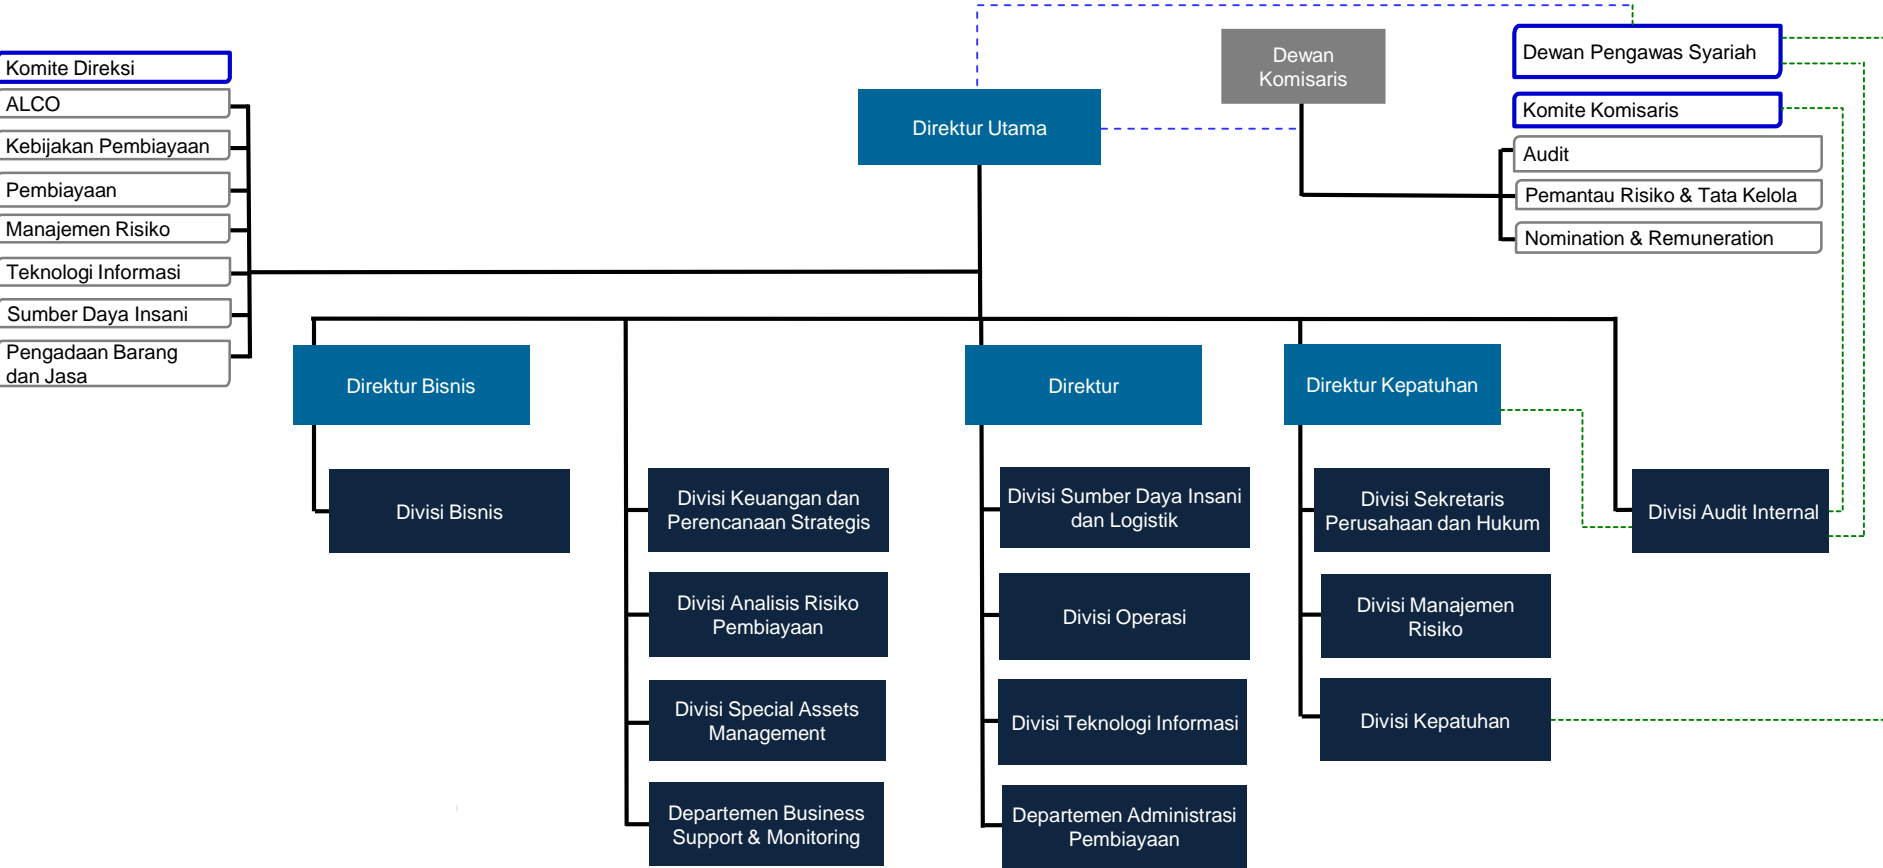 Komite Direksi
ALCO
Kebijakan Pembiayaan
Pembiayaan
Manajemen Risiko
Teknologi Informasi
Sumber Daya Insani
Pengadaan Barang
dan Jasa
Direktur Utama
Dewan
Komisaris
Dewan Pengawas Syariah
Komite Komisaris
Audit
Pemantau Risiko & Tata Kelola
Nomination & Remuneration
Direktur Bisnis
Direktur
Direktur Kepatuhan
Divisi Bisnis
Divisi Keuangan dan
Perencanaan Strategis
Divisi Analisis Risiko
Pembiayaan
Divisi Special Assets
Management
Departemen Business
Support & Monitoring
Divisi Sumber Daya Insani
dan Logistik
Divisi Operasi
Divisi Teknologi Informasi
Departemen Administrasi
Pembiayaan
Divisi Sekretaris
Perusahaan dan Hukum
Divisi Manajemen
Risiko
Divisi Kepatuhan
Divisi Audit Internal